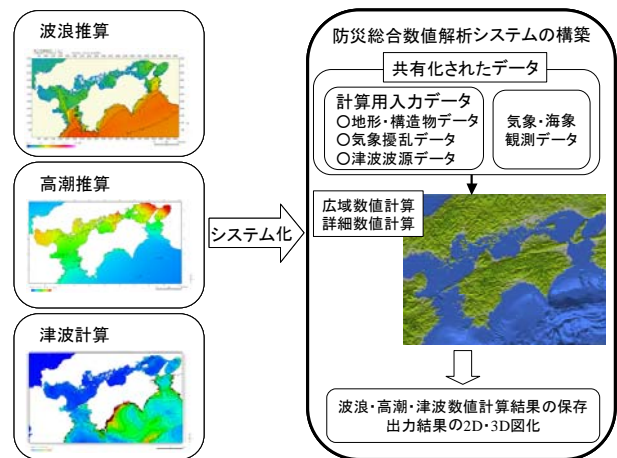 波浪推算
高潮推算
津波計算
システム化
防災総合数値解析システムの構築
共有化されたデータ
計算用入力データ
○地形・構造物データ
○気象擾乱データ
○津波波源データ
気象・海象
観測データ
広域数値計算
詳細数値計算
波浪・高潮・津波数値計算結果の保存
出力結果の2D・3D図化